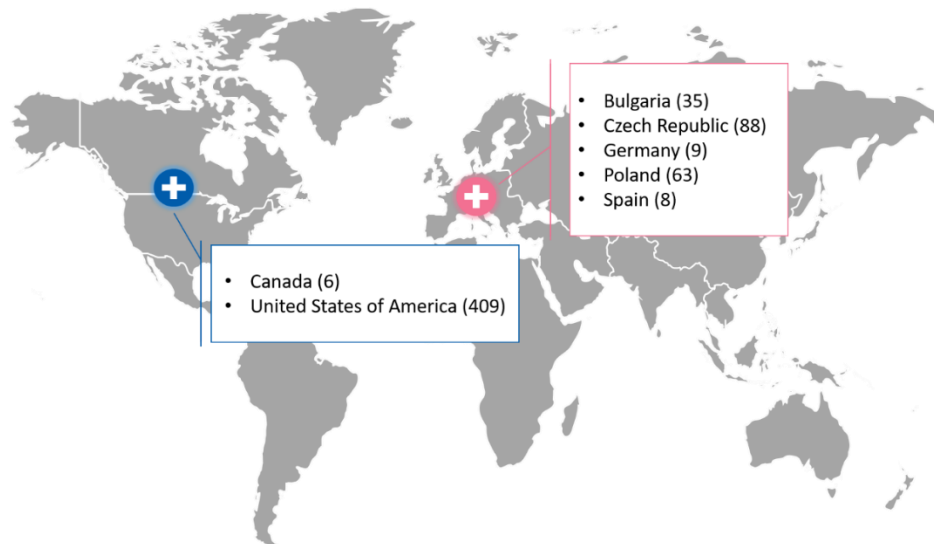 • Bulgaria (35)
• Czech Republic (88)
• Germany (9)
• Poland (63)
• Spain (8)
• Canada (6)
• United States of America (409)